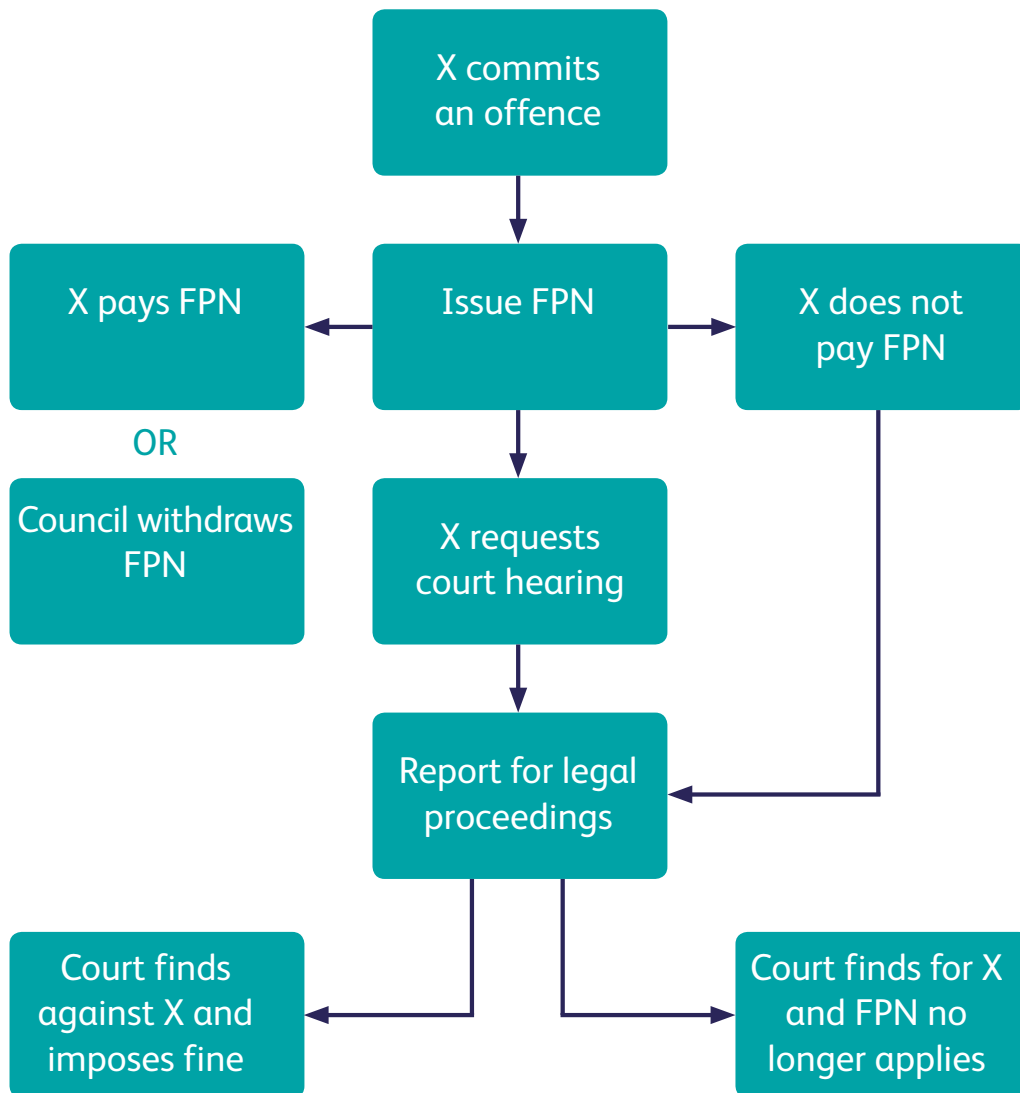 X commits
an offence
X pays FPN
Issue FPN
X does not
pay FPN
OR
Council withdraws
FPN
X requests
court hearing
Report for legal
proceedings
Court finds
against X and
imposes fine
Court finds for X
and FPN no
longer applies